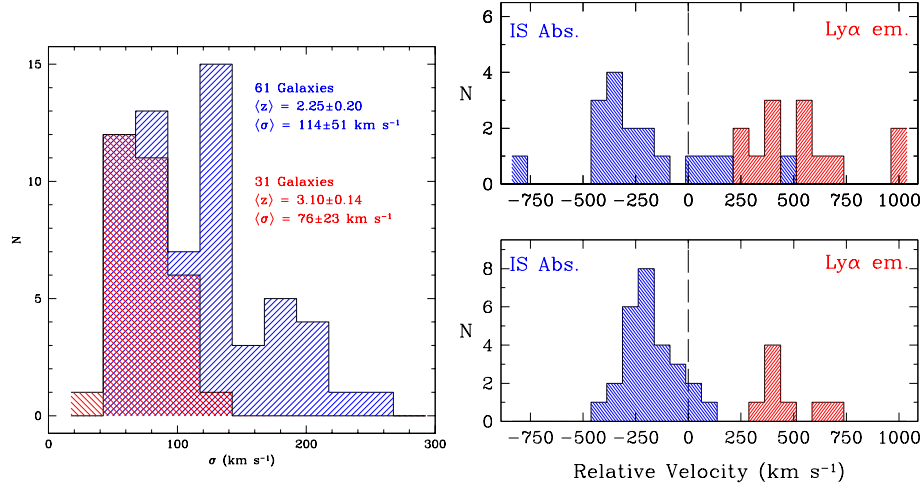 15
10
5
0
N
0
100
200
300
σ (km s⁻¹)
61 Galaxies
⟨z⟩ = 2.25±0.20
⟨σ⟩ = 114±51 km s⁻¹
31 Galaxies
⟨z⟩ = 3.10±0.14
⟨σ⟩ = 76±23 km s⁻¹
IS Abs.
Lyα em.
6
4
2
0
N
−750 −500 −250 0 250 500 750 1000
IS Abs.
Lyα em.
8
6
4
2
0
N
−750 −500 −250 0 250 500 750 1000
Relative Velocity (km s⁻¹)